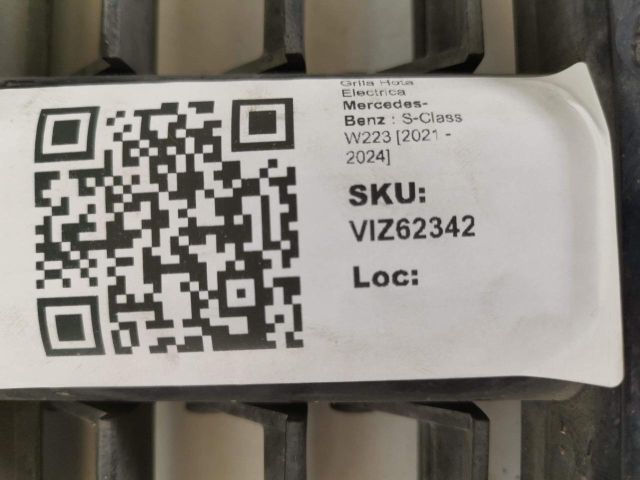 Grila Hota
Electrica
Mercedes-
Benz : S-Class
W223 [2021 -
2024]
SKU:
VIZ62342
Loc: